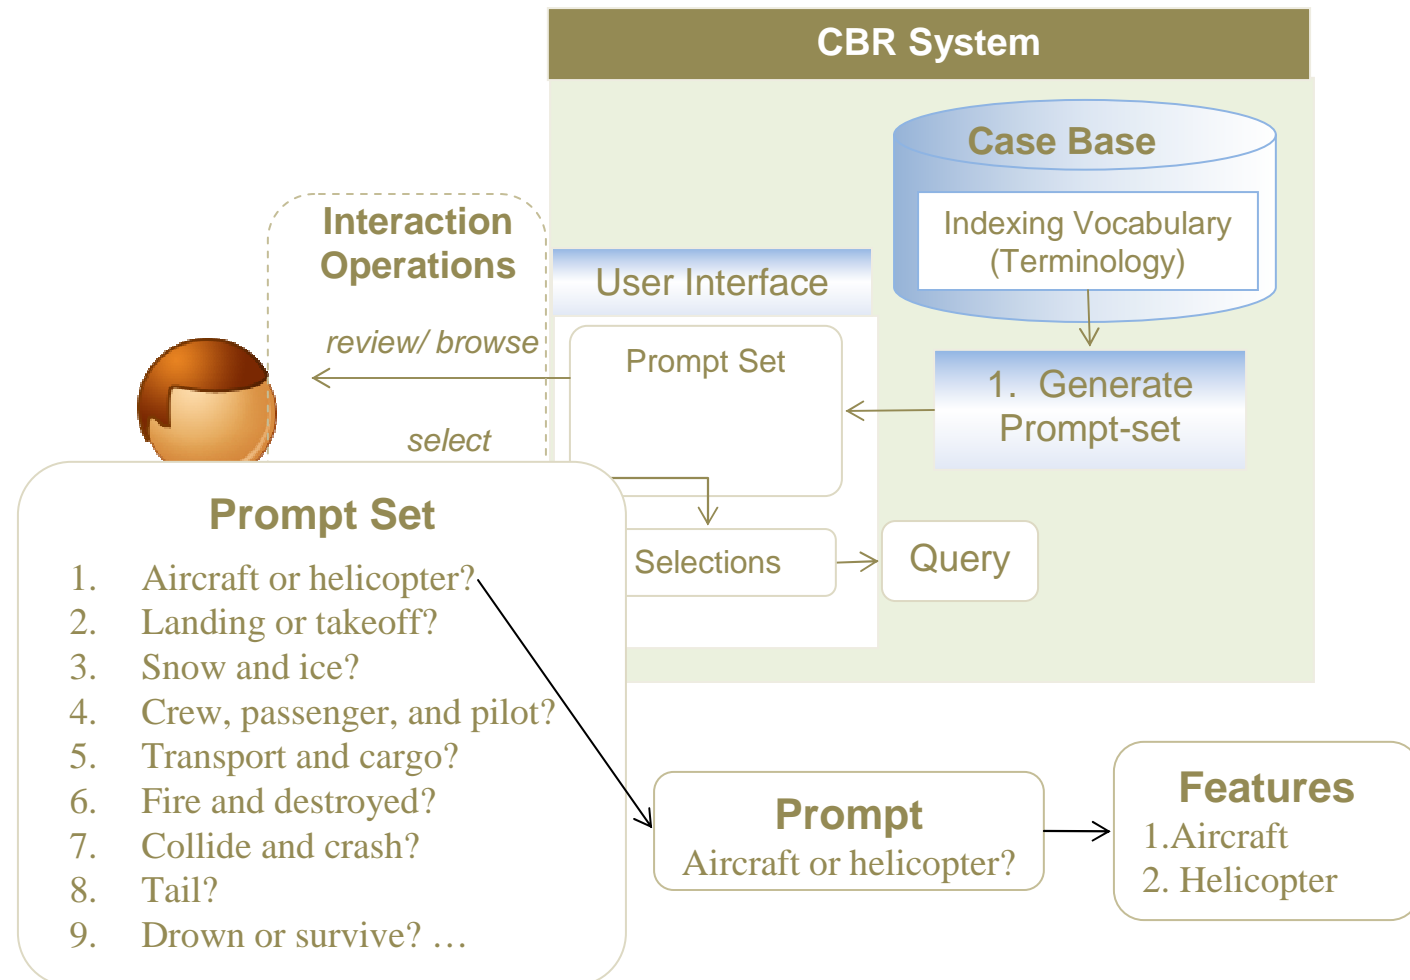 CBR System
Case Base
Indexing Vocabulary
(Terminology)
Interaction
Operations
User Interface
review/ browse
Prompt Set
1. Generate
Prompt-set
select
Selections
Query
Prompt Set
1. Aircraft or helicopter?
2. Landing or takeoff?
3. Snow and ice?
4. Crew, passenger, and pilot?
5. Transport and cargo?
6. Fire and destroyed?
7. Collide and crash?
8. Tail?
9. Drown or survive? …
Prompt
Aircraft or helicopter?
Features
1.Aircraft
2. Helicopter